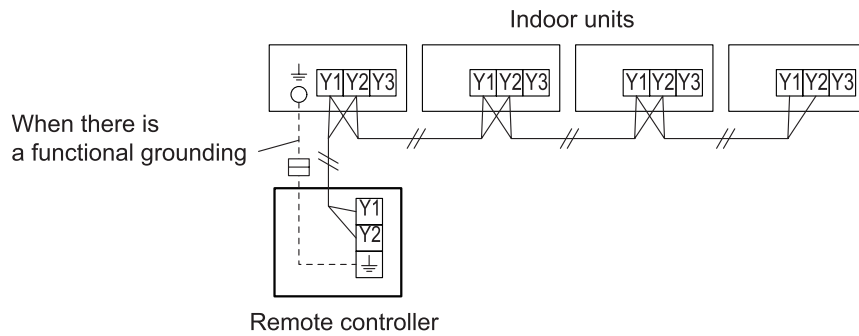 Indoor units
Y1 Y2 Y3 Y1 Y2 Y3 Y1 Y2 Y3 Y1 Y2 Y3
When there is
a functional grounding
Y1
Y2
Remote controller